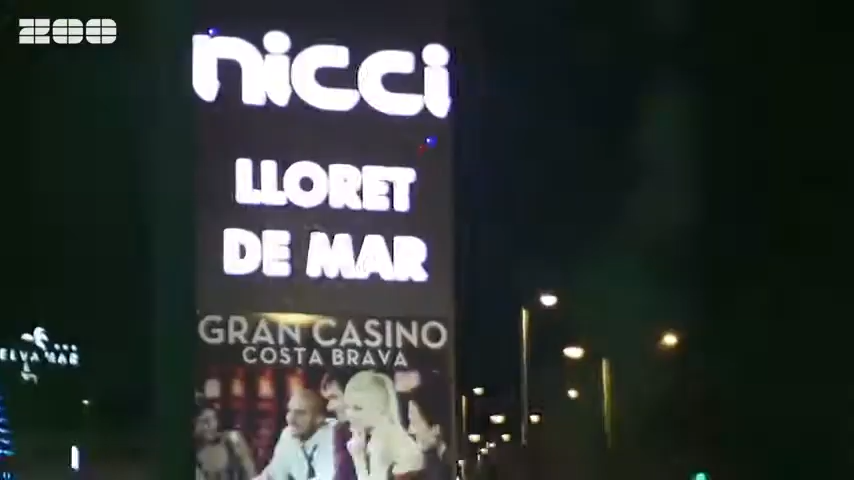 ZOO
nicci
LLORET
DE MAR
GRAN CASINO
COSTA BRAVA